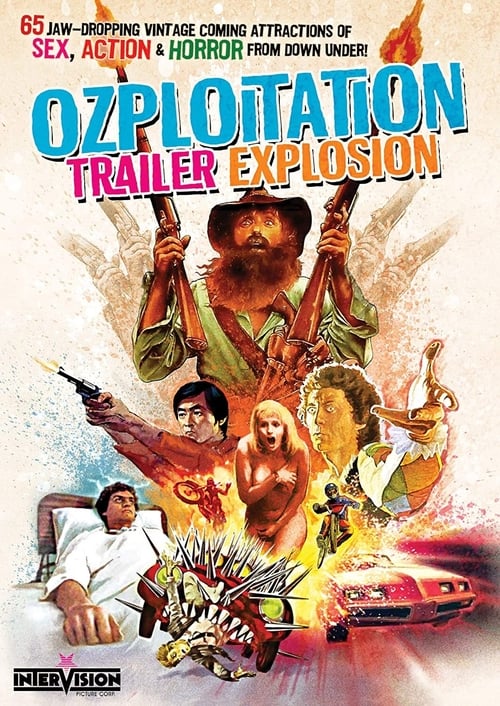 65 JAW-DROPPING VINTAGE COMING ATTRACTIONS OF
SEX, ACTION & HORROR FROM DOWN UNDER!
OZPLOITATION
TRAILER EXPLOSION
INTERVISION
PICTURE CORP.